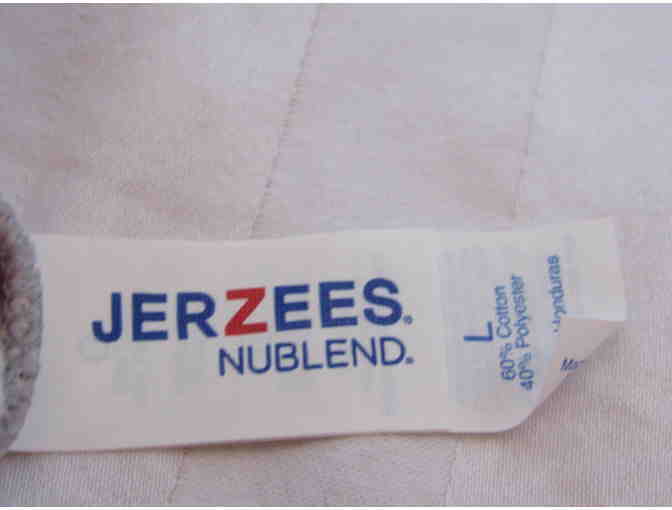 JERZEES®
NUBLEND®
L
60% Cotton
40% Polyester